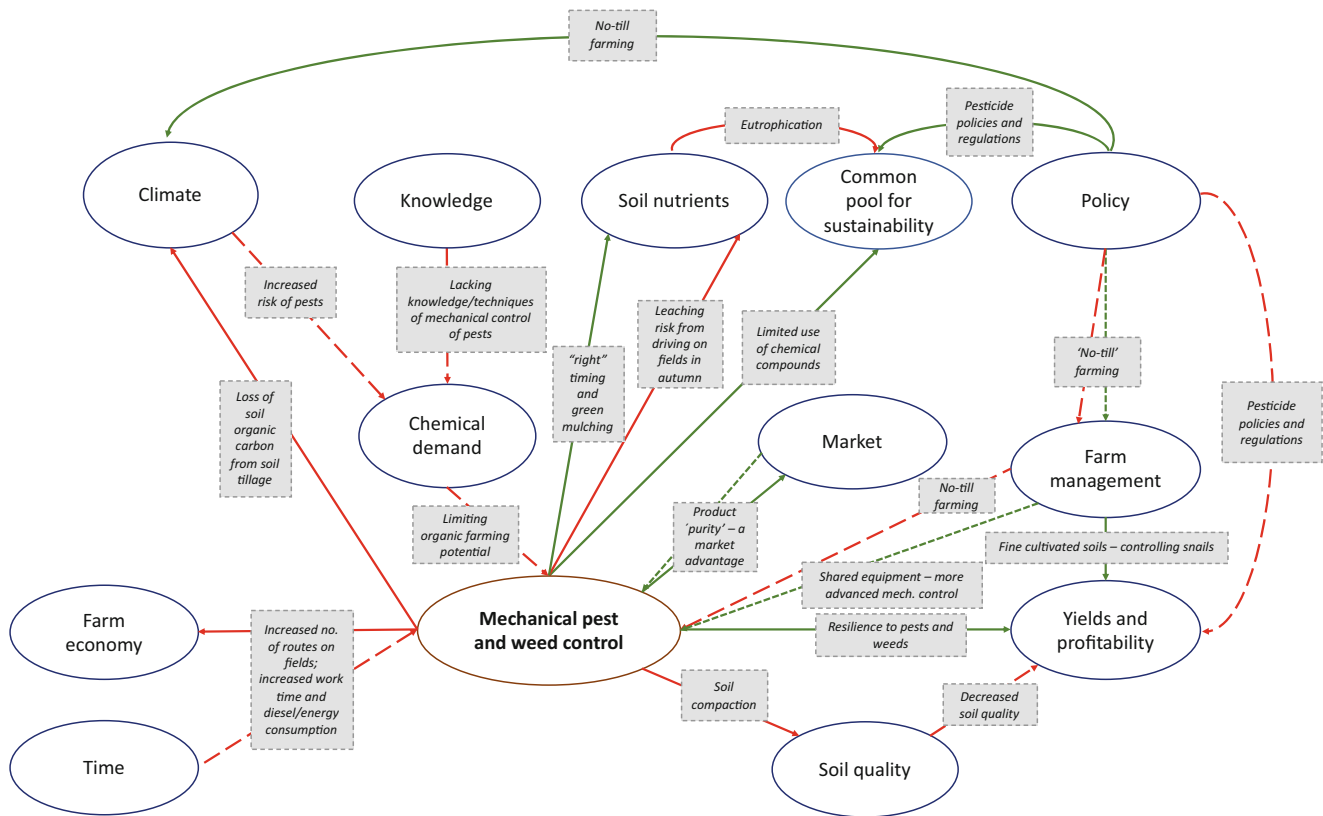 No-till
farming
Eutrophication
Pesticide
policies and
regulations
Climate
Knowledge
Soil nutrients
Common
pool for
sustainability
Policy
Increased
risk of pests
Lacking
knowledge/techniques
of mechanical control
of pests
Leaching
risk from
driving on
fields in
autumn
Limited use
of chemical
compounds
"right"
timing
and
green
mulching
'No-till'
farming
Loss of
soil
organic
carbon
from soil
tillage
Chemical
demand
Market
Farm
management
Pesticide
policies and
regulations
No-till
farming
Limiting
organic farming
potential
Product
'purity' – a
market
advantage
Fine cultivated soils – controlling snails
Shared equipment – more
advanced mech. control
Farm
economy
Increased no.
of routes on
fields;
increased work
time and
diesel/energy
consumption
Mechanical pest
and weed control
Resilience to pests and
weeds
Yields and
profitability
Soil
compaction
Decreased
soil quality
Time
Soil quality